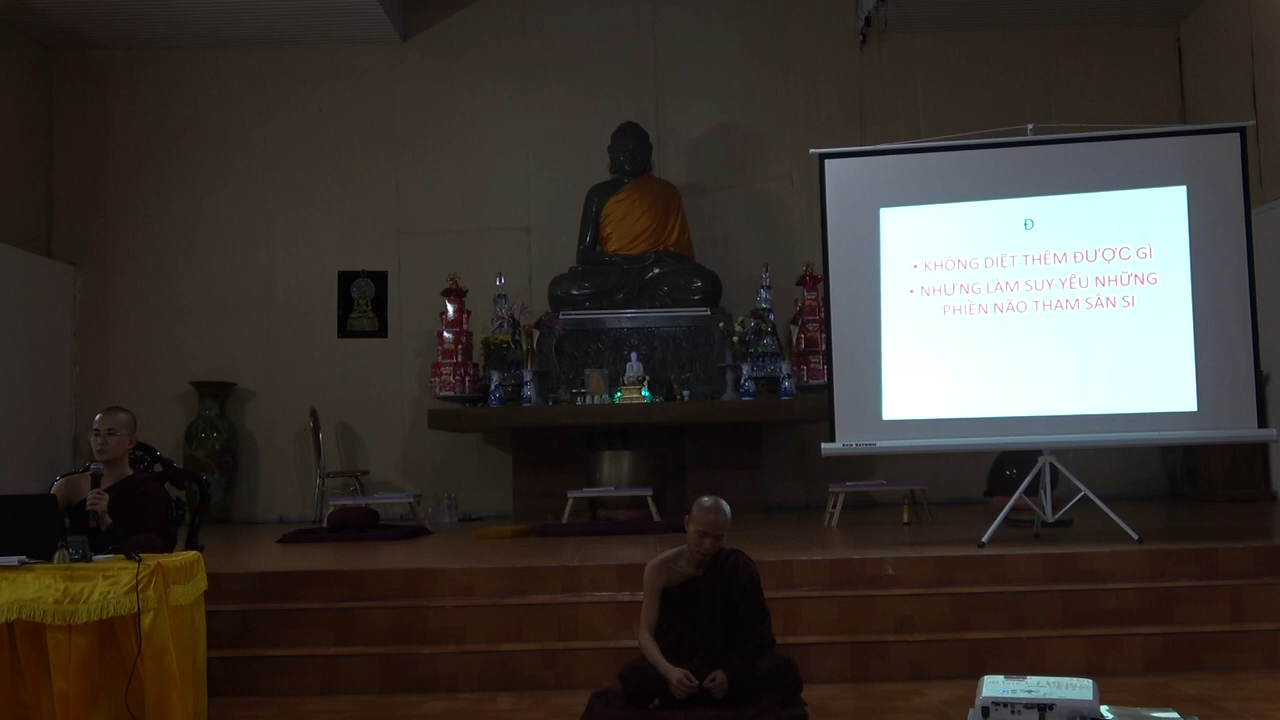 Đ
• KHÔNG DIỆT THÊM ĐƯỢC GÌ
• NHƯNG LÀM SUY YẾU NHỮNG
PHIỀN NÃO THAM SÂN SI